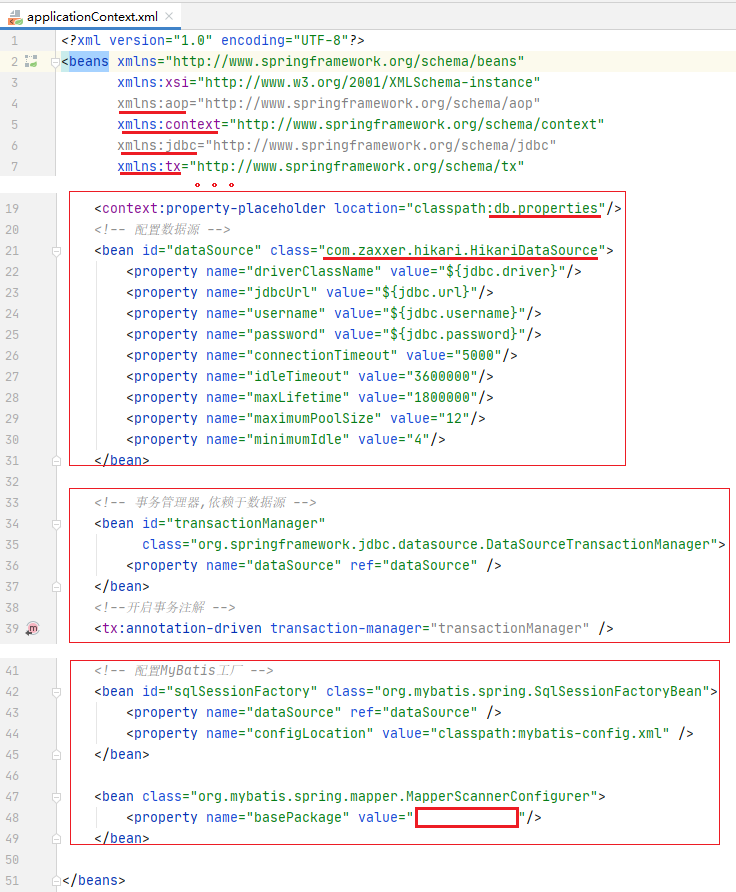 applicationContext.xml ×
1 <?xml version="1.0" encoding="UTF-8"?>
2 <beans xmlns="http://www.springframework.org/schema/beans"
3 xmlns:xsi="http://www.w3.org/2001/XMLSchema-instance"
4 xmlns:aop="http://www.springframework.org/schema/aop"
5 xmlns:context="http://www.springframework.org/schema/context"
6 xmlns:jdbc="http://www.springframework.org/schema/jdbc"
7 xmlns:tx="http://www.springframework.org/schema/tx"
19 <context:property-placeholder location="classpath:db.properties"/>
20 <!-- 配置数据源 -->
21 <bean id="dataSource" class="com.zaxxer.hikari.HikariDataSource">
22 <property name="driverClassName" value="${jdbc.driver}"/>
23 <property name="jdbcUrl" value="${jdbc.url}"/>
24 <property name="username" value="${jdbc.username}"/>
25 <property name="password" value="${jdbc.password}"/>
26 <property name="connectionTimeout" value="5000"/>
27 <property name="idleTimeout" value="3600000"/>
28 <property name="maxLifetime" value="1800000"/>
29 <property name="maximumPoolSize" value="12"/>
30 <property name="minimumIdle" value="4"/>
31 </bean>
32
33 <!-- 事务管理器,依赖于数据源 -->
34 <bean id="transactionManager"
35 class="org.springframework.jdbc.datasource.DataSourceTransactionManager">
36 <property name="dataSource" ref="dataSource" />
37 </bean>
38 <!--开启事务注解 -->
39 <tx:annotation-driven transaction-manager="transactionManager" />
41 <!-- 配置MyBatis工厂 -->
42 <bean id="sqlSessionFactory" class="org.mybatis.spring.SqlSessionFactoryBean">
43 <property name="dataSource" ref="dataSource" />
44 <property name="configLocation" value="classpath:mybatis-config.xml" />
45 </bean>
46
47 <bean class="org.mybatis.spring.mapper.MapperScannerConfigurer">
48 <property name="basePackage" value=" "/>
49 </bean>
50
51 </beans>